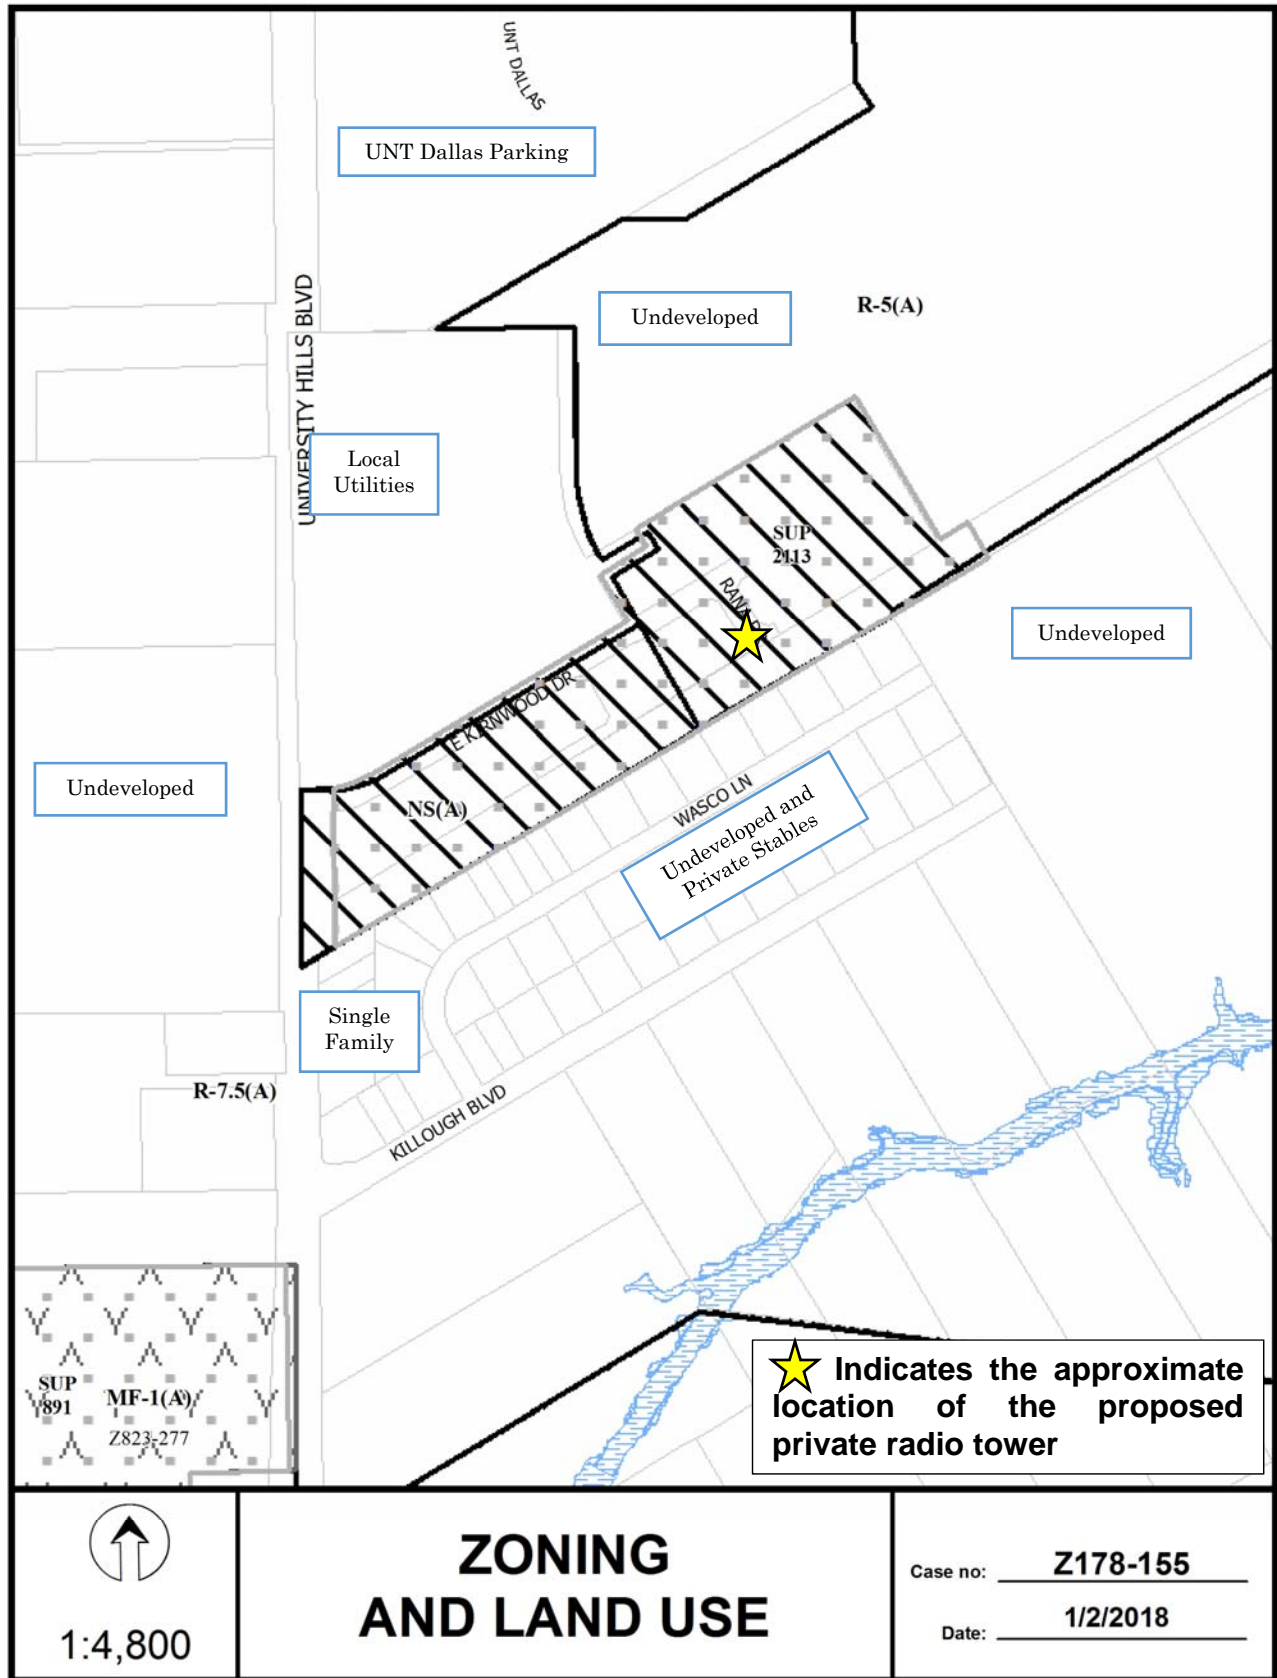 UNT DALLAS
UNT Dallas Parking
UNIVERSITY HILLS BLVD
Undeveloped
R-5(A)
Local
Utilities
SUP
2113
Undeveloped
E KIRNWOOD DR
Undeveloped
NS(A)
WASCO LN
Undeveloped and
Private Stables
Single
Family
R-7.5(A)
KILLOUGH BLVD
SUP
891
MF-1(A)
Z823-277
Indicates the approximate
location of the proposed
private radio tower
1:4,800
ZONING
AND LAND USE
Case no: Z178-155
Date: 1/2/2018